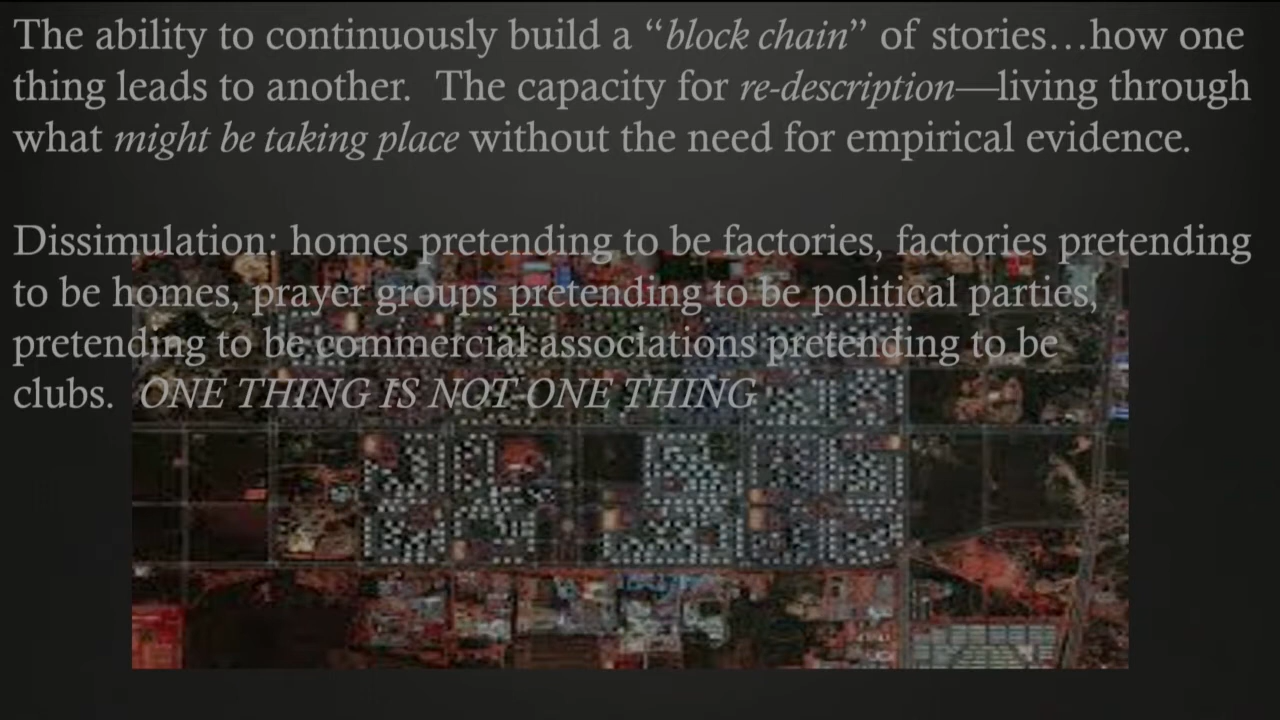 The ability to continuously build a “block chain” of stories…how one
thing leads to another.  The capacity for re-description—living through
what might be taking place without the need for empirical evidence.
Dissimulation: homes pretending to be factories, factories pretending
to be homes, prayer groups pretending to be political parties,
pretending to be commercial associations pretending to be
clubs.  ONE THING IS NOT ONE THING